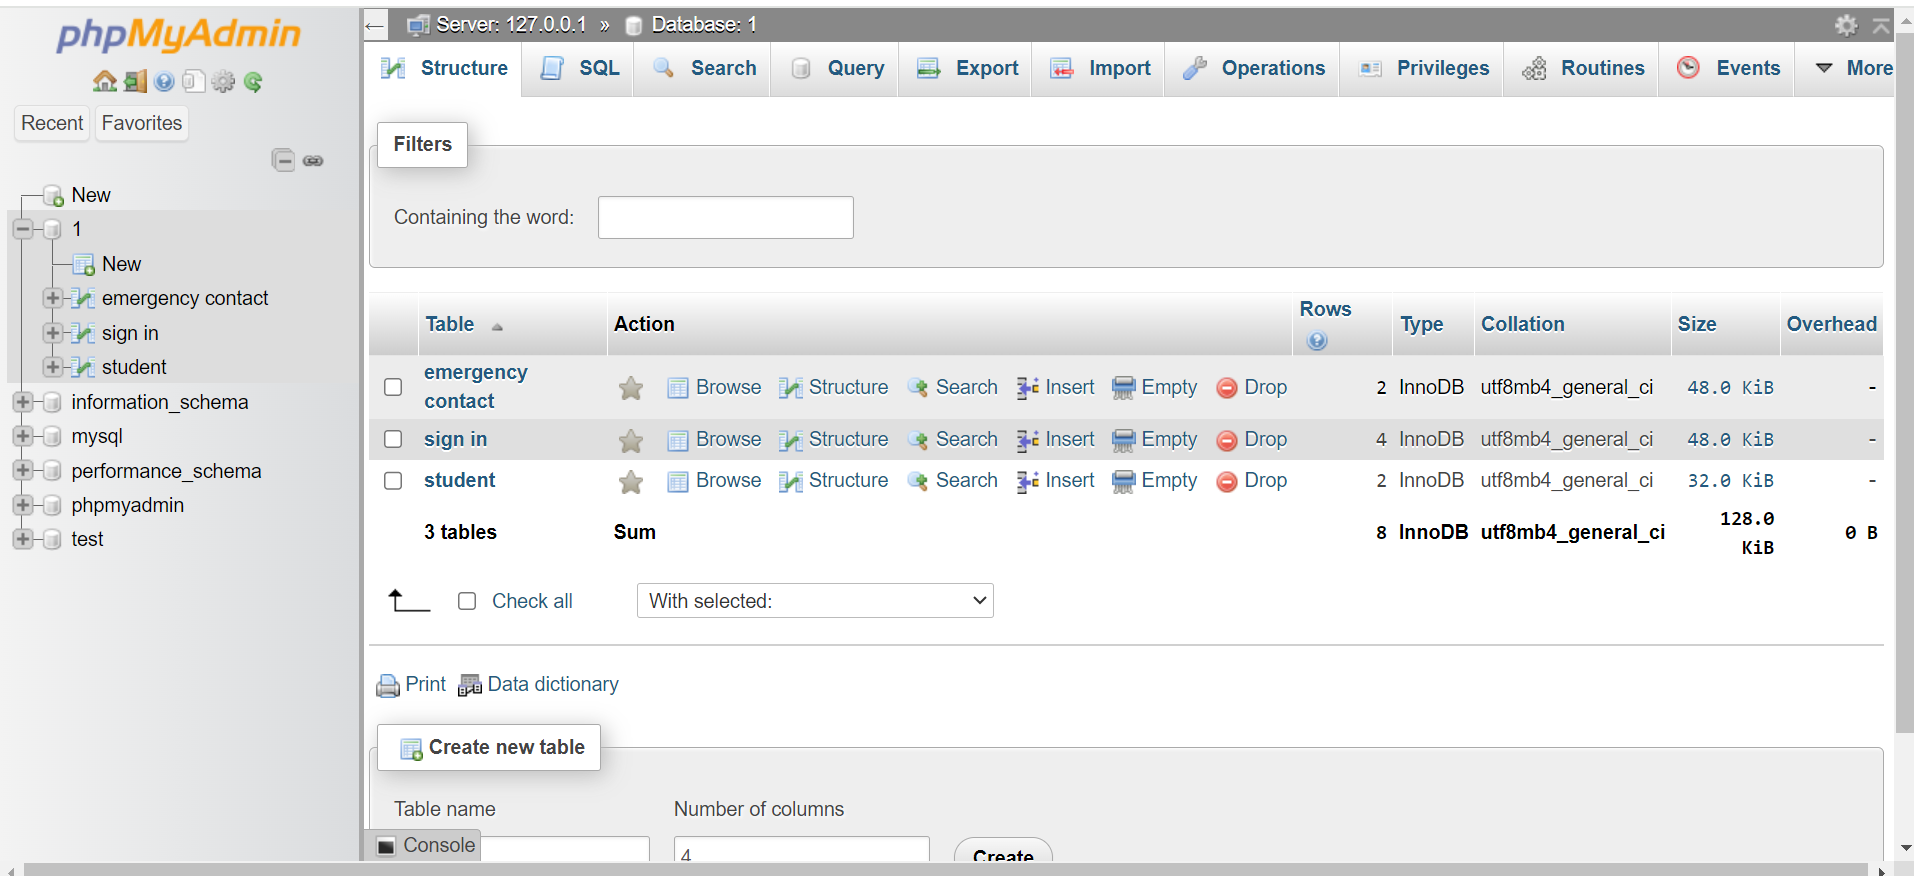 phpMyAdmin
Recent Favorites
New
1
New
emergency contact
sign in
student
information_schema
mysql
performance_schema
phpmyadmin
test
Server: 127.0.0.1 » Database: 1
Structure SQL Search Query Export Import Operations Privileges Routines Events More
Filters
Containing the word:
Table Action Rows Type Collation Size Overhead
emergency contact Browse Structure Search Insert Empty Drop 2 InnoDB utf8mb4_general_ci 48.0 KiB -
sign in Browse Structure Search Insert Empty Drop 4 InnoDB utf8mb4_general_ci 48.0 KiB -
student Browse Structure Search Insert Empty Drop 2 InnoDB utf8mb4_general_ci 32.0 KiB -
3 tables Sum 8 InnoDB utf8mb4_general_ci 128.0 KiB 0 B
Check all With selected:
Print Data dictionary
Create new table
Table name Number of columns
Console 4 Create